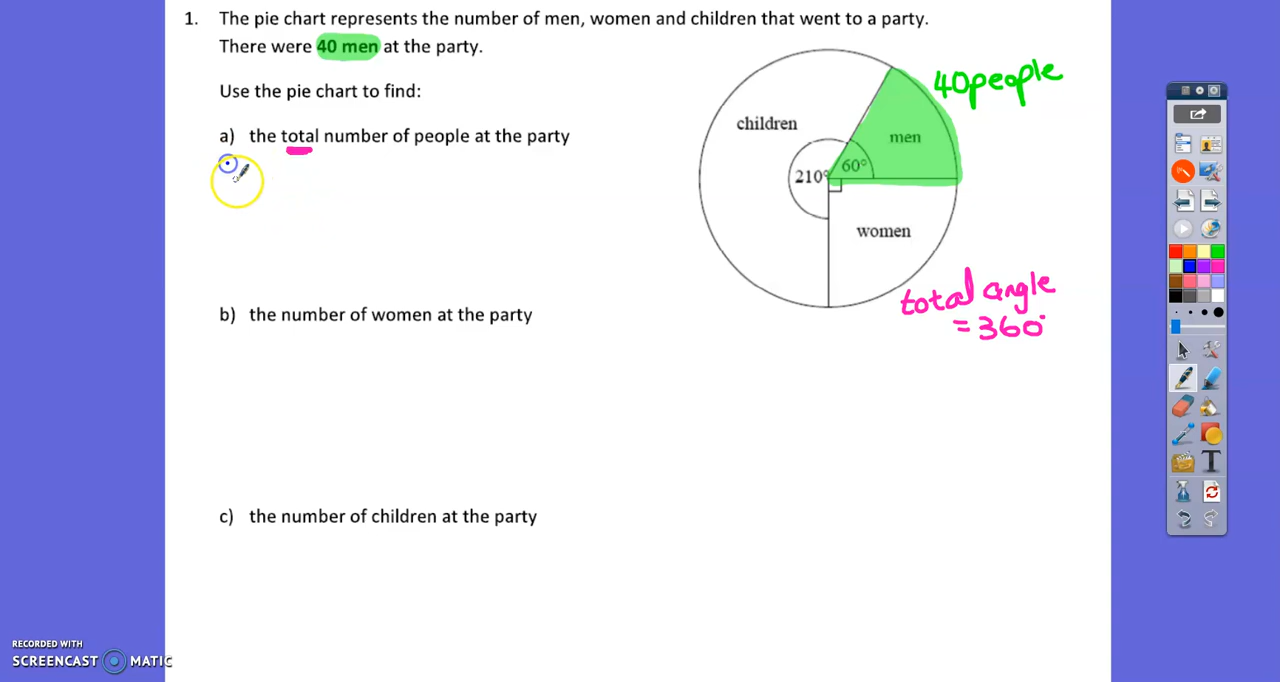 1. The pie chart represents the number of men, women and children that went to a party.
There were 40 men at the party.
Use the pie chart to find:
a) the total number of people at the party
b) the number of women at the party
c) the number of children at the party
40people
children
men
60°
210°
women
total angle
=360°
T
RECORDED WITH
SCREENCAST MATIC